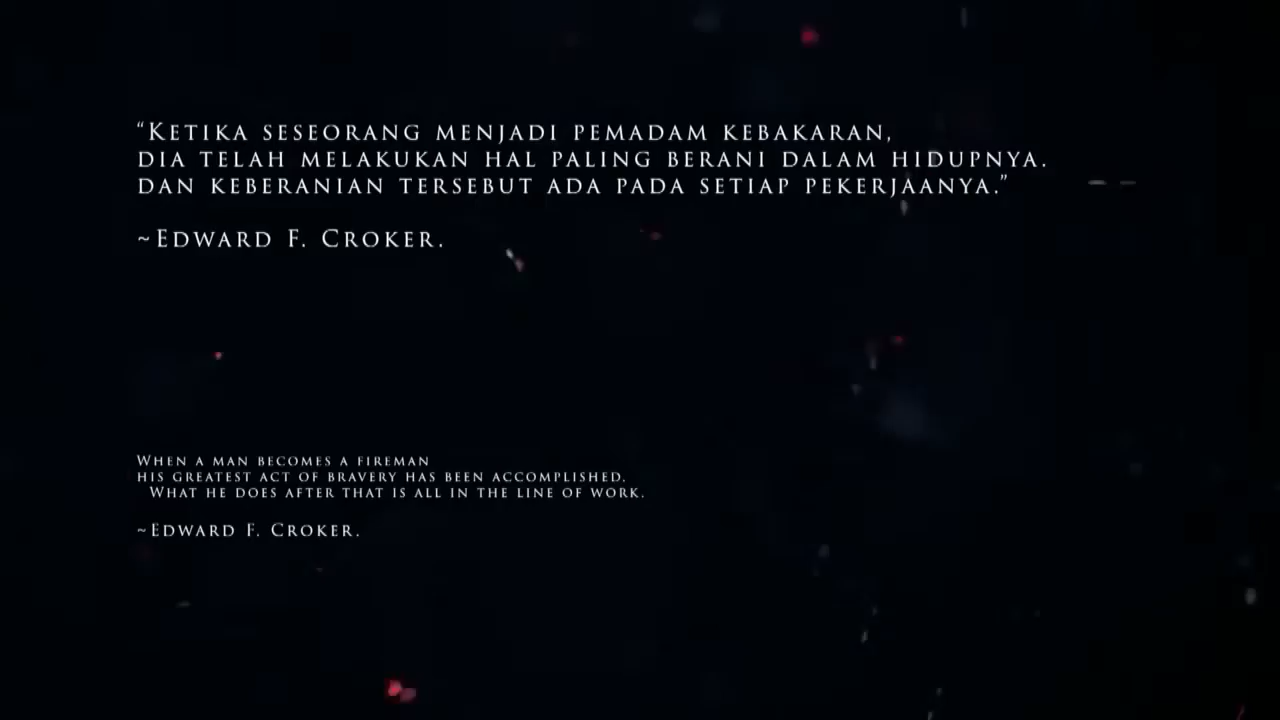 “Ketika seseorang menjadi pemadam kebakaran,
dia telah melakukan hal paling berani dalam hidupnya.
dan keberanian tersebut ada pada setiap pekerjaanya.”
~Edward F. Croker.
When a man becomes a fireman
his greatest act of bravery has been accomplished.
What he does after that is all in the line of work.
~Edward F. Croker.